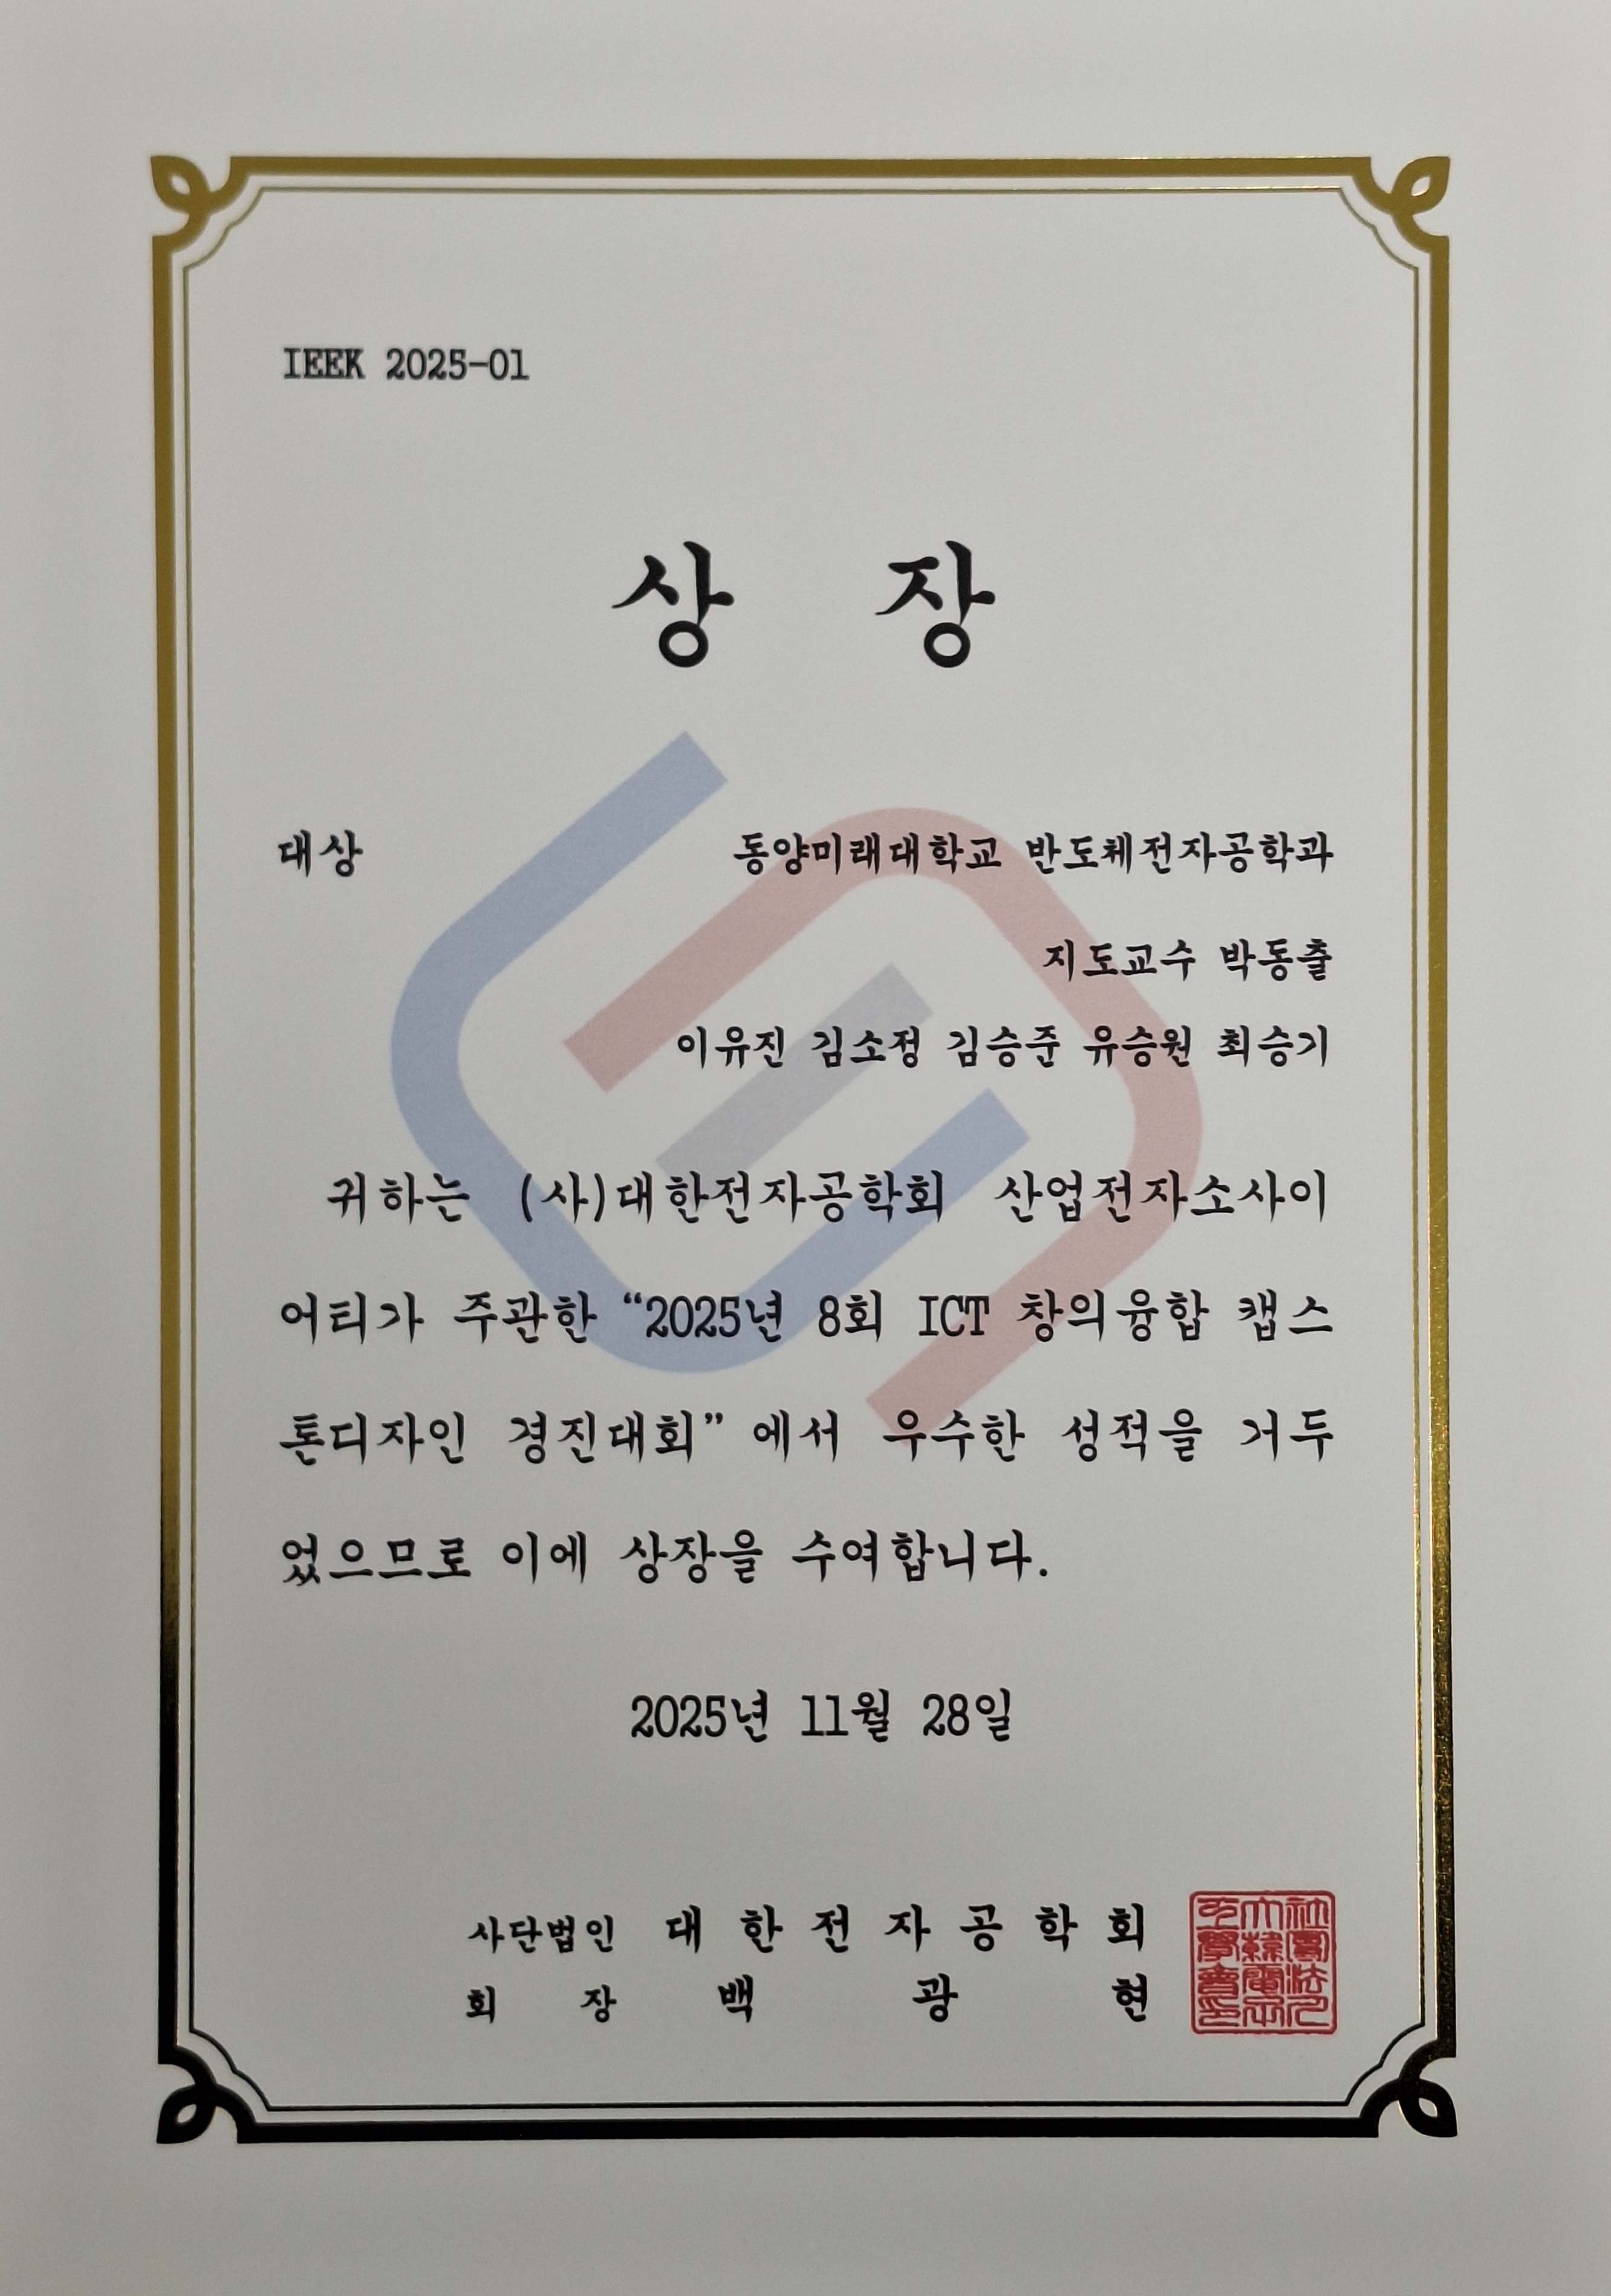 IEEK 2025-01
상 장
대상
동양미래대학교 반도체전자공학과
지도교수 박동출
이유진 김소정 김승준 유승원 최승기
귀하는 (사)대한전자공학회 산업전자소사이
어티가 주관한 “2025년 8회 ICT 창의융합 캡스
톤디자인 경진대회” 에서 우수한 성적을 거두
었으므로 이에 상장을 수여합니다.
2025년 11월 28일
사단법인 대 한 전 자 공 학 회
회 장 백 광 현